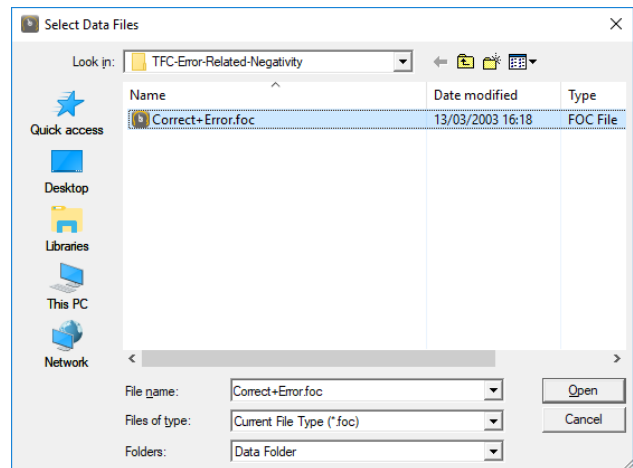 Select Data Files
Look in: TFC-Error-Related-Negativity
Name Date modified Type
Correct+Error.foc 13/03/2003 16:18 FOC File
Quick access
Desktop
Libraries
This PC
Network
File name: Correct+Error.foc Open
Files of type: Current File Type (*.foc) Cancel
Folders: Data Folder